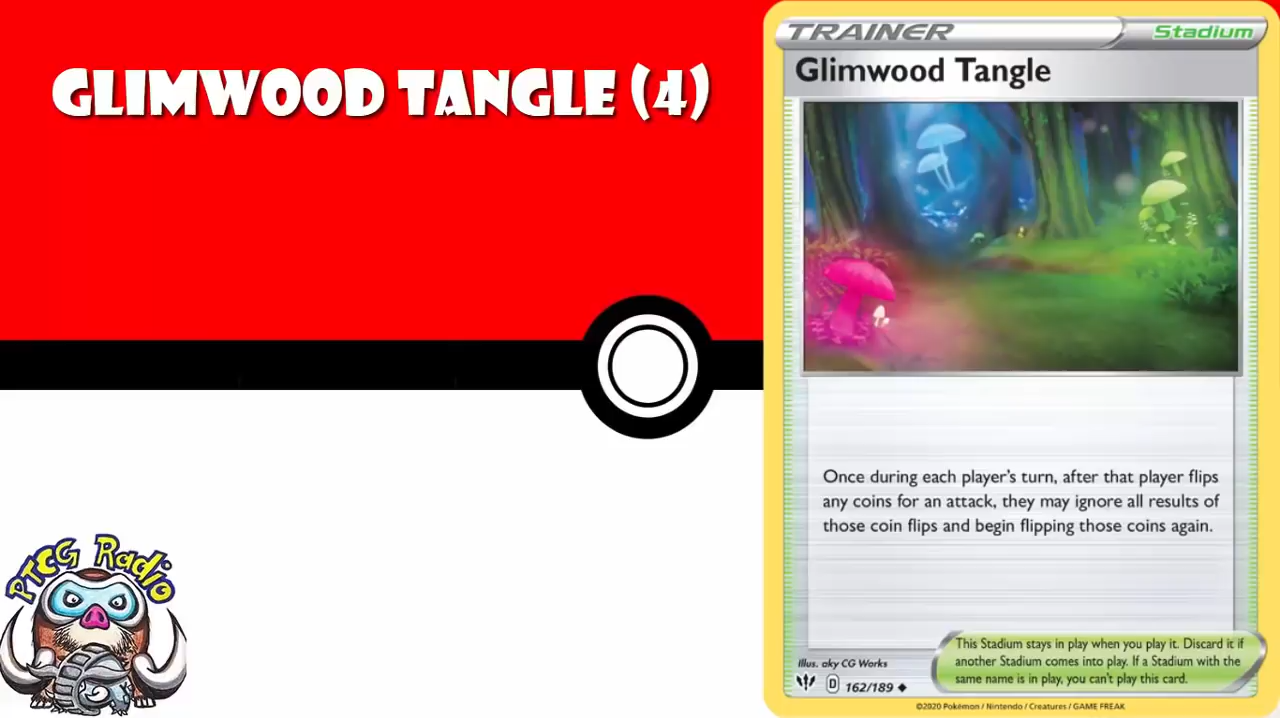 GLIMWOOD TANGLE (4)
PTCG Radio
TRAINER
Stadium
Glimwood Tangle
Once during each player's turn, after that player flips
any coins for an attack, they may ignore all results of
those coin flips and begin flipping those coins again.
This Stadium stays in play when you play it. Discard it if
another Stadium comes into play. If a Stadium with the
same name is in play, you can't play this card.
Illus. aky CG Works
D 162/189
©2020 Pokémon / Nintendo / Creatures / GAME FREAK